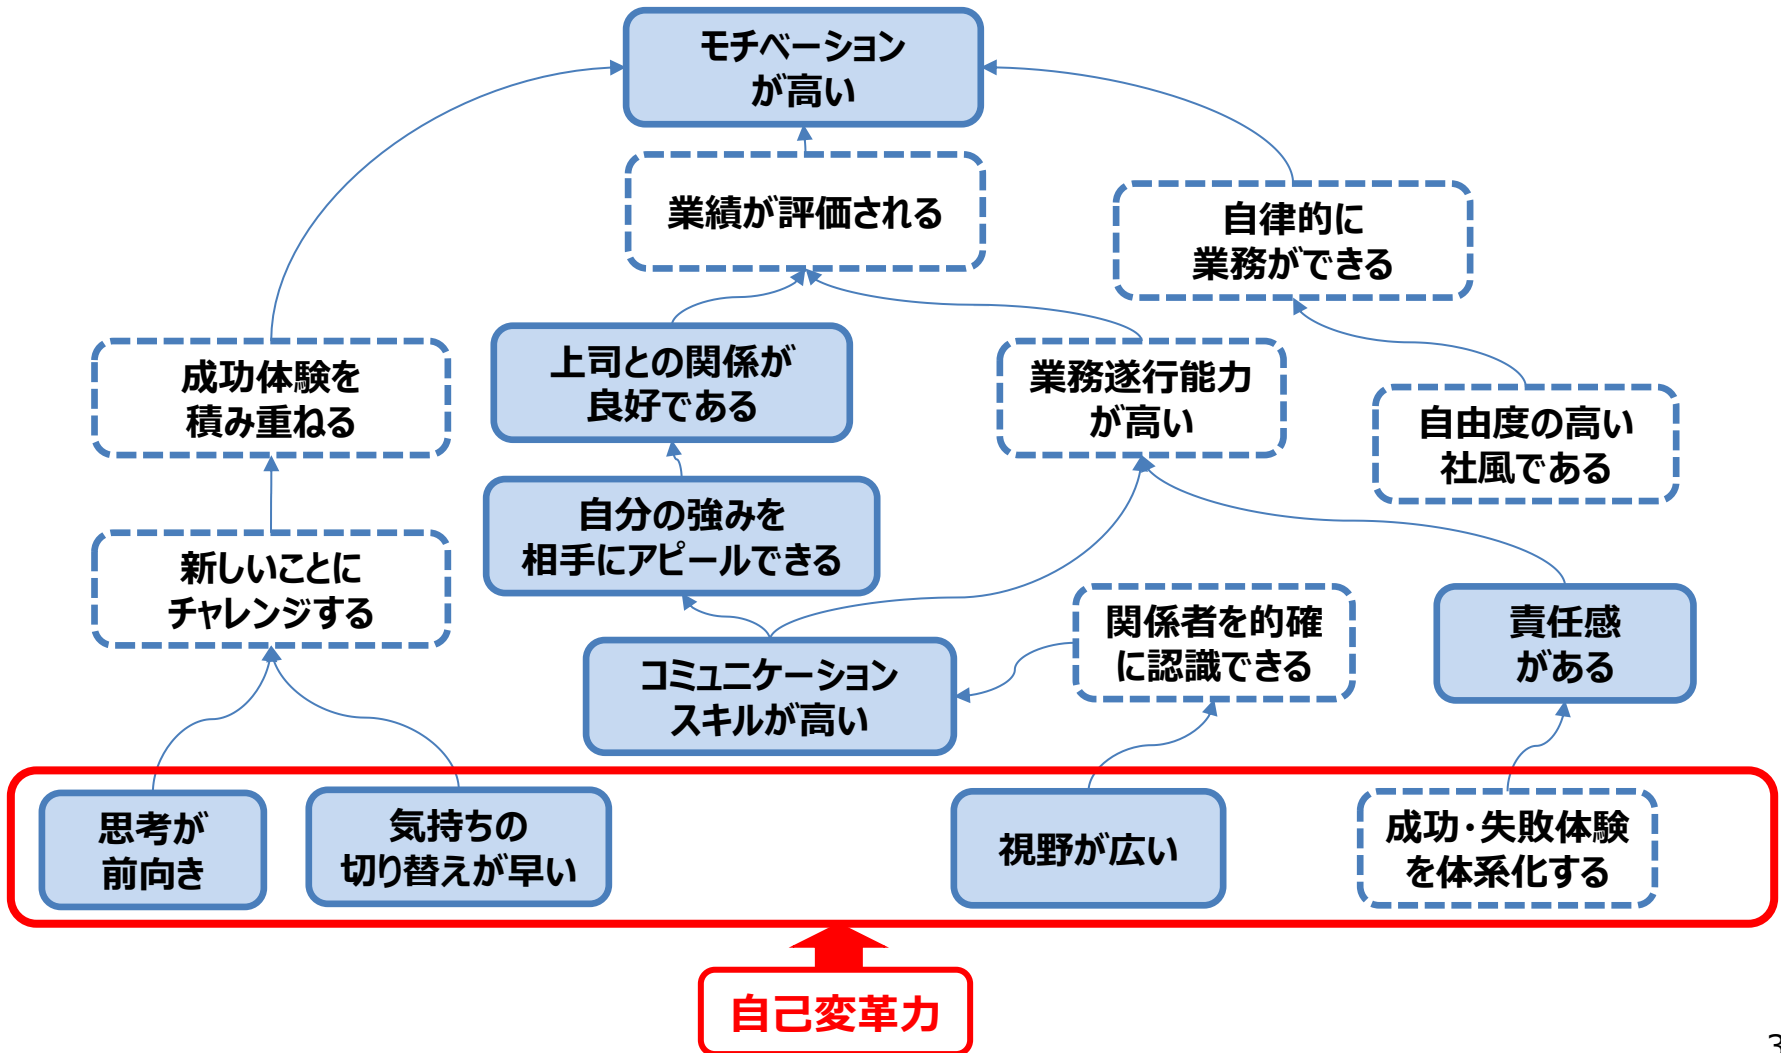 モチベーション
が高い
業績が評価される
自律的に
業務ができる
成功体験を
積み重ねる
上司との関係が
良好である
業務遂行能力
が高い
自由度の高い
社風である
自分の強みを
相手にアピールできる
新しいことに
チャレンジする
関係者を的確
に認識できる
責任感
がある
コミュニケーション
スキルが高い
思考が
前向き
気持ちの
切り替えが早い
視野が広い
成功・失敗体験
を体系化する
自己変革力